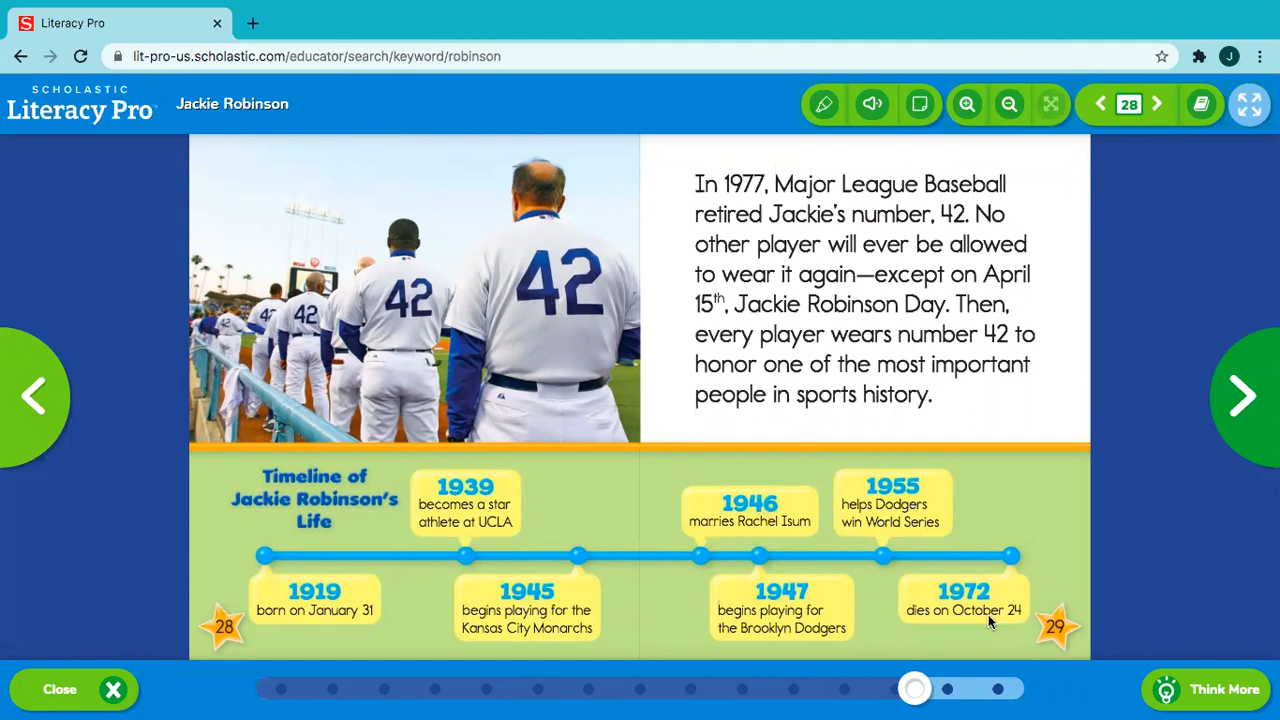 S Literacy Pro
lit-pro-us.scholastic.com/educator/search/keyword/robinson
J
SCHOLASTIC
Literacy Pro
Jackie Robinson
28
42
42
42
42
42
In 1977, Major League Baseball
retired Jackie's number, 42. No
other player will ever be allowed
to wear it again—except on April
15th, Jackie Robinson Day. Then,
every player wears number 42 to
honor one of the most important
people in sports history.
Timeline of
Jackie Robinson's
Life
1939
becomes a star
athlete at UCLA
1946
marries Rachel Isum
1955
helps Dodgers
win World Series
1919
born on January 31
1945
begins playing for the
Kansas City Monarchs
1947
begins playing for
the Brooklyn Dodgers
1972
dies on October 24
28
29
Close
Think More